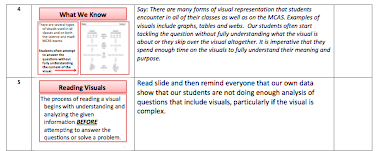 4
What We Know
Say: There are many forms of visual representation that students
encounter in all of their classes as well as on the MCAS. Examples of
visuals include graphs, tables and webs. Our students often start
tackling the question without fully understanding what the visual is
about or they skip over the visual altogether. It is imperative that they
spend enough time on the visuals to fully understand their meaning and
purpose.
There are several types
of visuals used in all
classes and on both
the
MCAS exams.
Students often attempt
to answer the
questions without
fully understanding
the content of the
visual.
5
Reading Visuals
The process of reading a visual
begins with understanding and
analyzing the given
information BEFORE
attempting to answer the
questions or solve a problem.
Read slide and then remind everyone that our own data
show that our students are not doing enough analysis of
questions that include visuals, particularly if the visual is
complex.